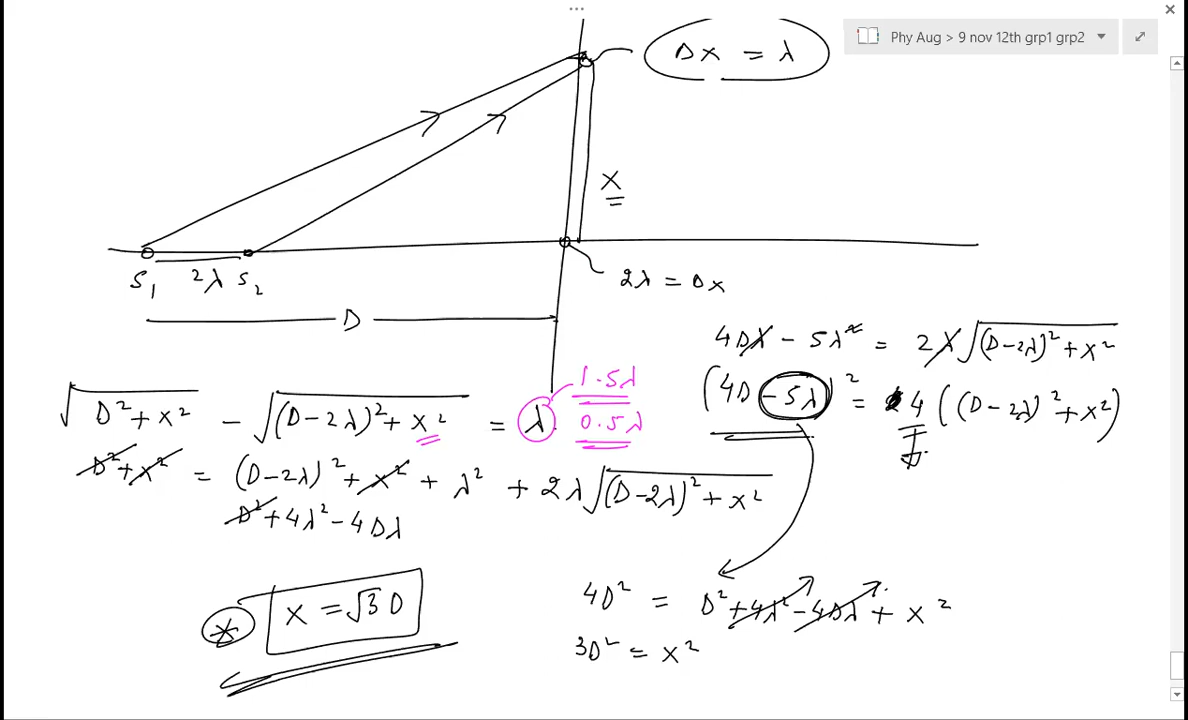 Phy Aug > 9 nov 12th grp1 grp2
Δx = λ
x
S₁ 2λ S₂
2λ = Δx
D
4Dλ - 5λ² = 2λ√((D-2λ)²+x²)
(4D - 5λ)² = 4((D-2λ)²+x²)
1.5λ
0.5λ
√(D²+x²) - √((D-2λ)²+x²) = λ
D²+x² = (D-2λ)²+x² + λ² + 2λ√((D-2λ)²+x²)
D²+4λ²-4Dλ
4D² = D²+4λ²-4Dλ + x²
3D² = x²
* x = √3D